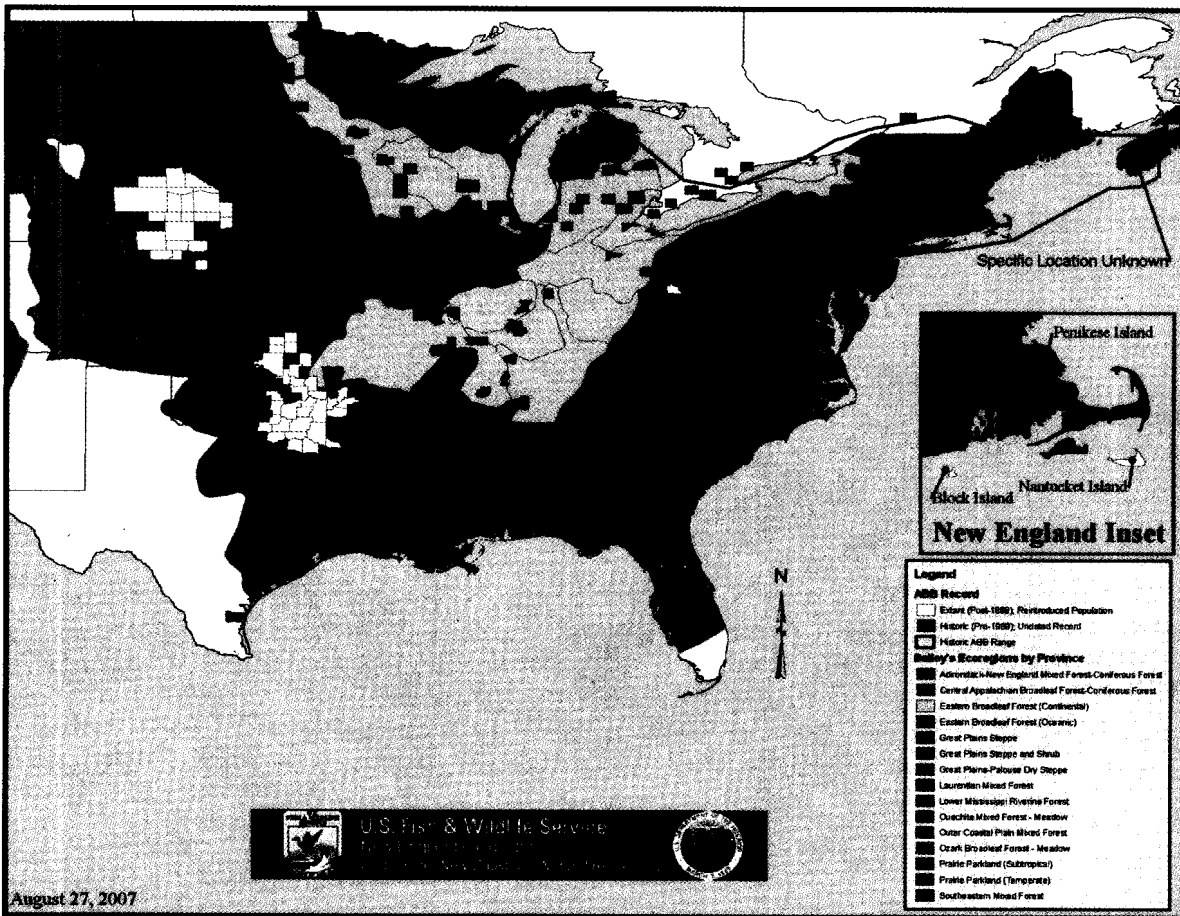 Specific Location Unknown
Penikese Island
Block Island
Nantucket Island
New England Inset
N
Legend
ABB Record
Extant (Post-1989); Reintroduced Population
Historic (Pre-1989); Undated Record
Historic ABB Range
Bailey's Ecoregions by Province
Adirondack-New England Mixed Forest-Coniferous Forest
Central Appalachian Broadleaf Forest-Coniferous Forest
Eastern Broadleaf Forest (Continental)
Eastern Broadleaf Forest (Oceanic)
Great Plains Steppe
Great Plains Steppe and Shrub
Great Plains-Palouse Dry Steppe
Laurentian Mixed Forest
Lower Mississippi Riverine Forest
Ouachita Mixed Forest - Meadow
Outer Coastal Plain Mixed Forest
Ozark Broadleaf Forest - Meadow
Prairie Parkland (Subtropical)
Prairie Parkland (Temperate)
Southeastern Mixed Forest
U.S. Fish & Wildlife Service
August 27, 2007